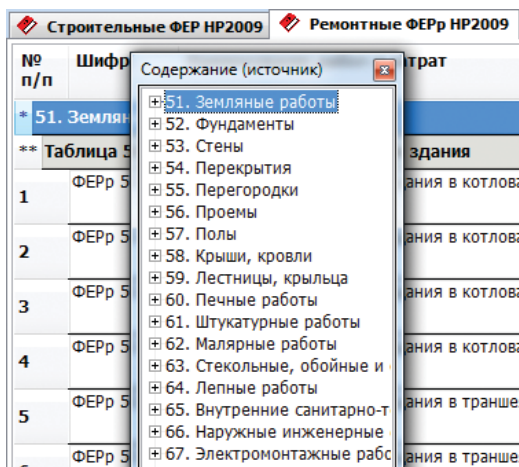 Строительные ФЕР НР2009
Ремонтные ФЕРр НР2009
№ п/п
Шифр
трат
Содержание (источник)
* 51. Землян
** Таблица 5
здания
1
ФЕРр 5
дания в котлова
2
ФЕРр 5
дания в котлова
3
ФЕРр 5
дания в котлова
4
ФЕРр 5
дания в котлова
5
ФЕРр 5
дания в транше
ФЕРр 5
дания в транше
51. Земляные работы
52. Фундаменты
53. Стены
54. Перекрытия
55. Перегородки
56. Проемы
57. Полы
58. Крыши, кровли
59. Лестницы, крыльца
60. Печные работы
61. Штукатурные работы
62. Малярные работы
63. Стекольные, обойные и
64. Лепные работы
65. Внутренние санитарно-т
66. Наружные инженерные
67. Электромонтажные рабо